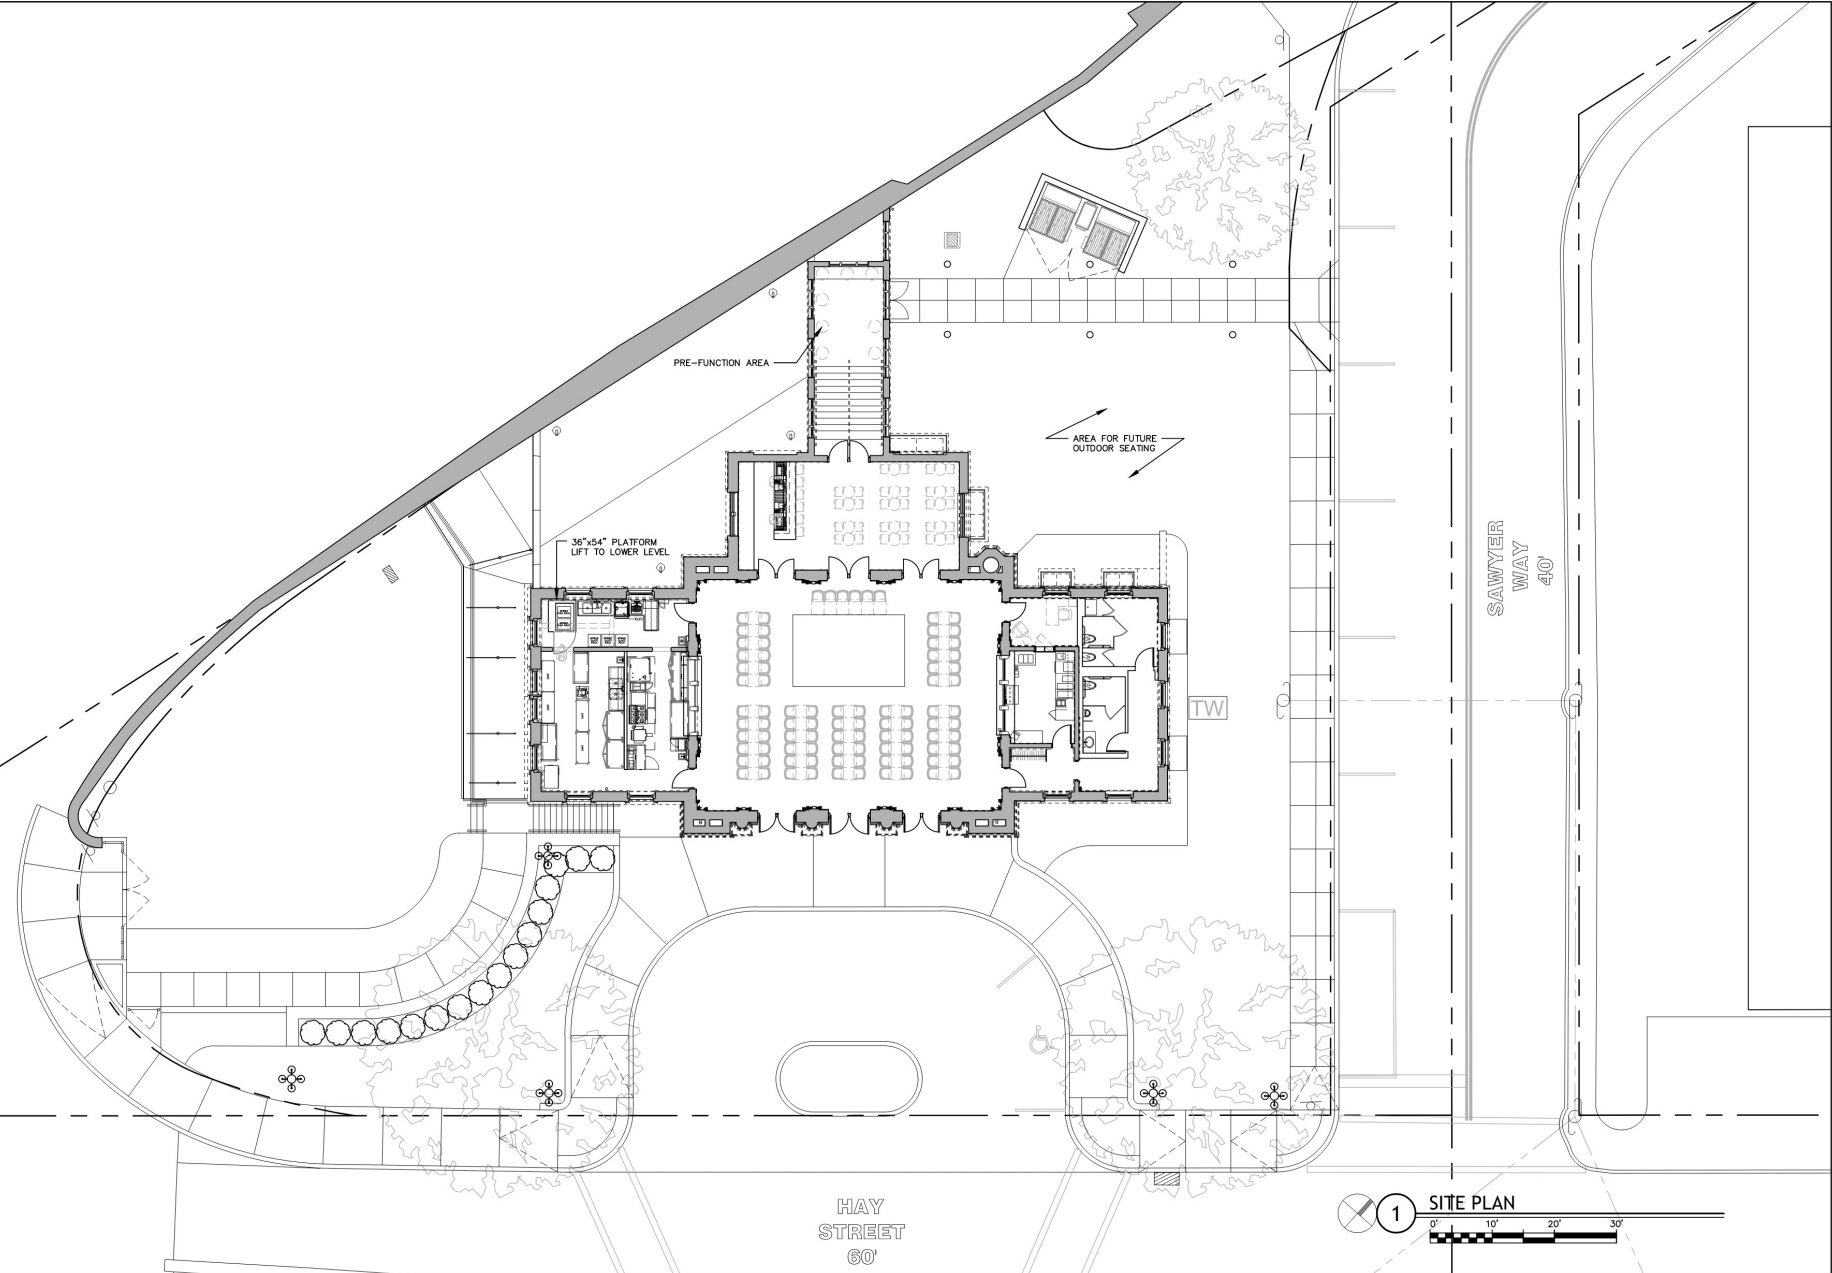 PRE-FUNCTION AREA
AREA FOR FUTURE
OUTDOOR SEATING
36"x54" PLATFORM
LIFT TO LOWER LEVEL
SAWYER
WAY
40'
TW
HAY
STREET
60'
1
SITE PLAN
0' 10' 20' 30'